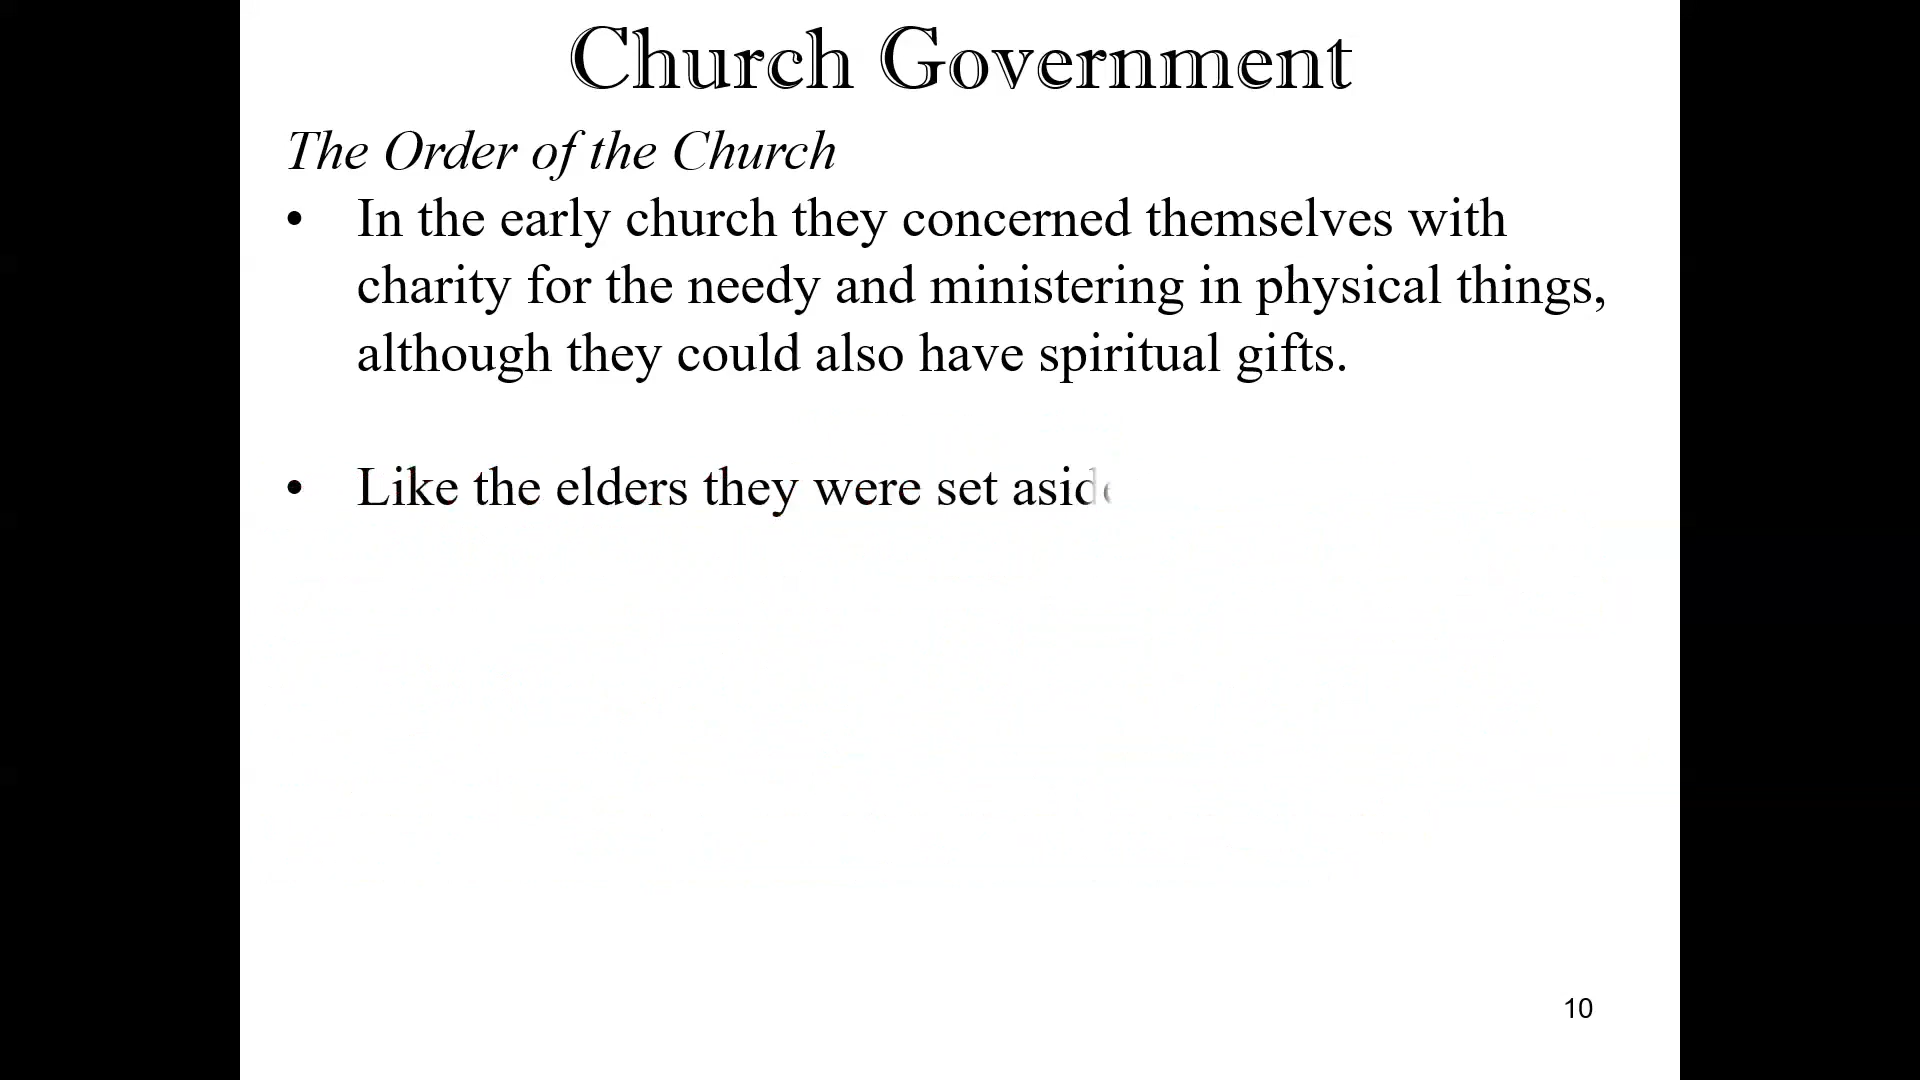 Church Government
The Order of the Church
• In the early church they concerned themselves with
charity for the needy and ministering in physical things,
although they could also have spiritual gifts.
• Like the elders they were set aside
10